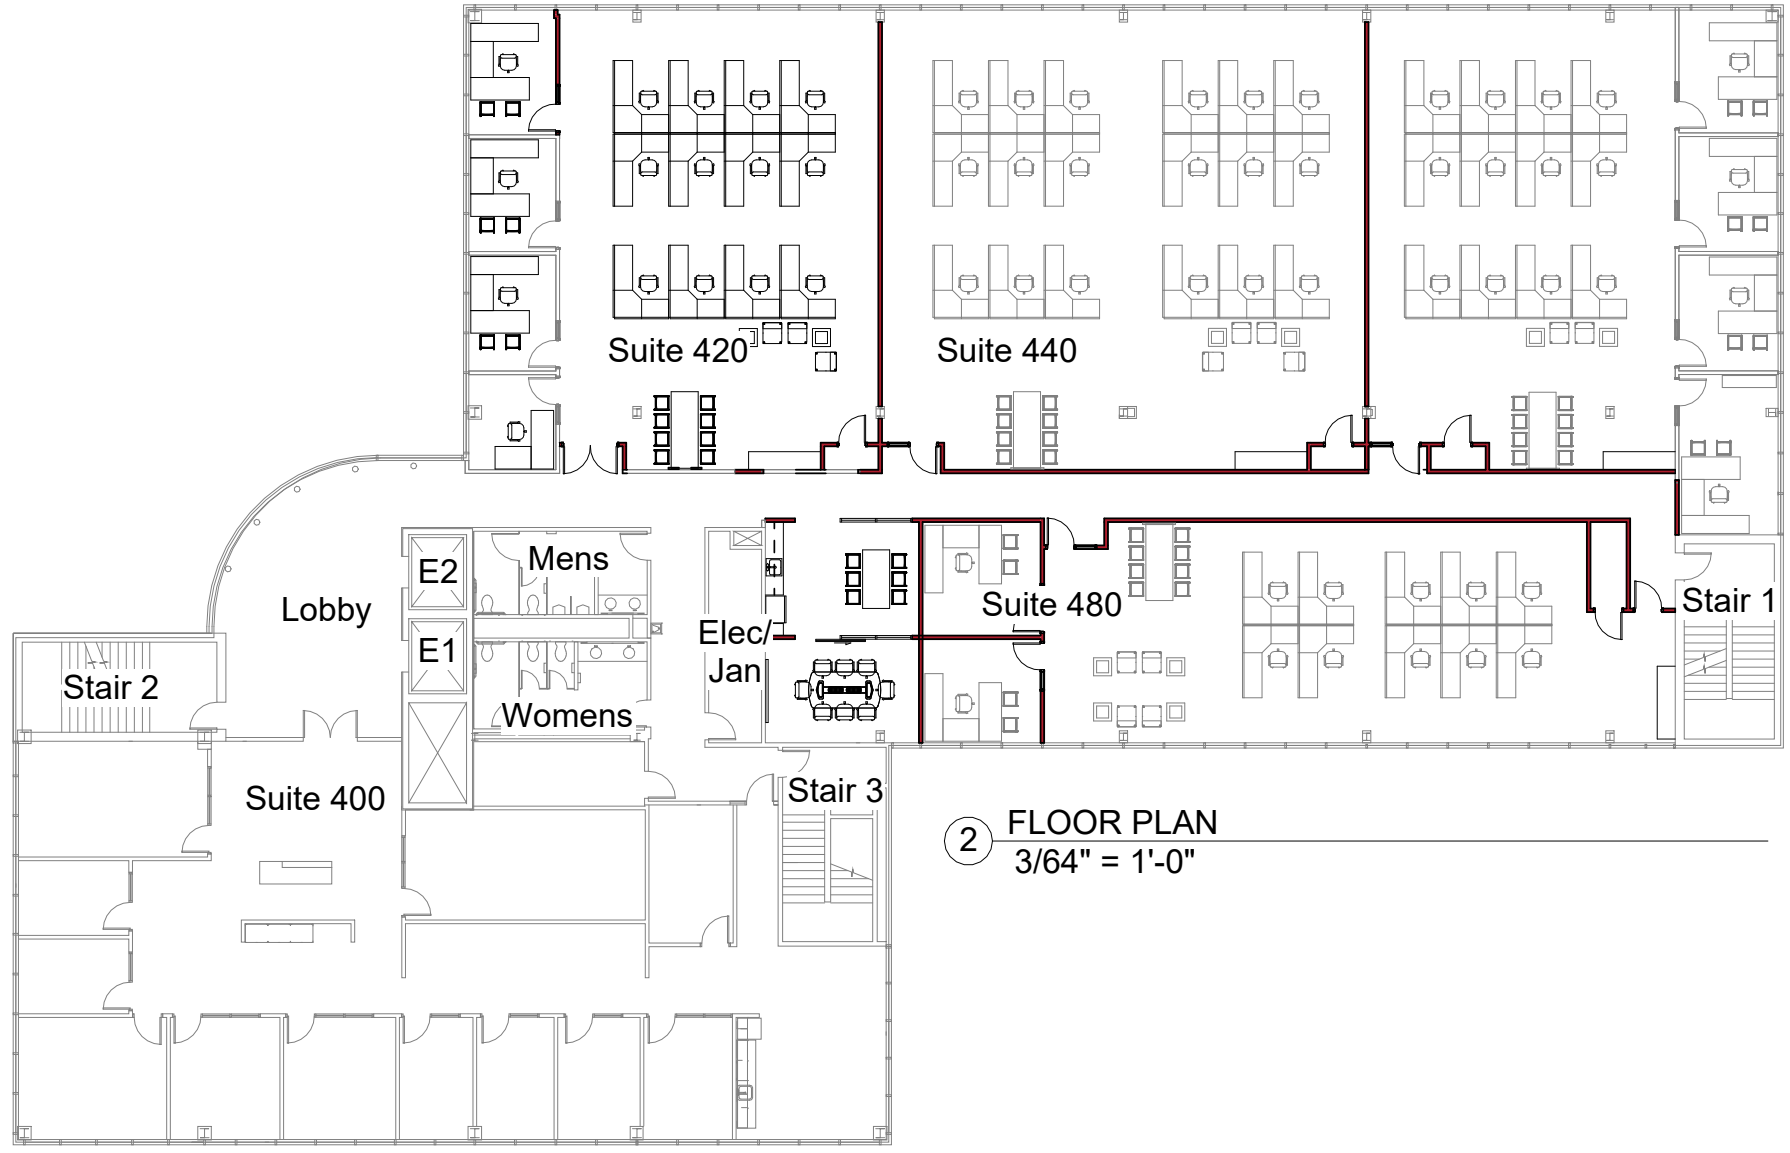 Suite 420
Suite 440
E2
Mens
Lobby
Suite 480
Stair 1
E1
Elec/
Jan
Stair 2
Womens
Suite 400
Stair 3
2
FLOOR PLAN
3/64" = 1'-0"